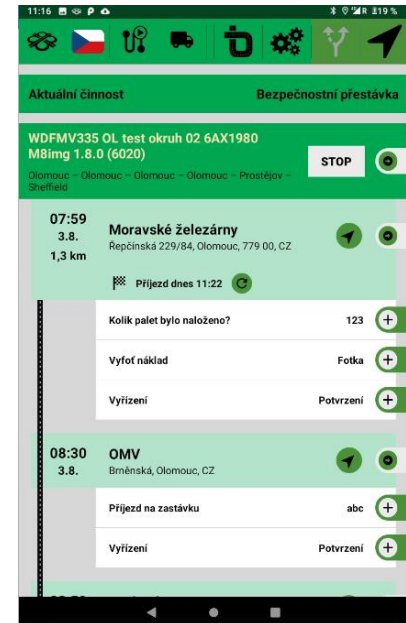 11:16
R 19 %
Aktuální činnost
Bezpečnostní přestávka
WDFMV335 OL test okruh 02 6AX1980
M8img 1.8.0 (6020)
STOP
Olomouc – Olomouc – Olomouc – Olomouc – Prostějov –
Sheffield
07:59
3.8.
1,3 km
Moravské železárny
Řepčínská 229/84, Olomouc, 779 00, CZ
Příjezd dnes 11:22
Kolik palet bylo naloženo?
123
Vyfoť náklad
Fotka
Vyřízení
Potvrzení
08:30
3.8.
OMV
Brněnská, Olomouc, CZ
Příjezd na zastávku
abc
Vyřízení
Potvrzení